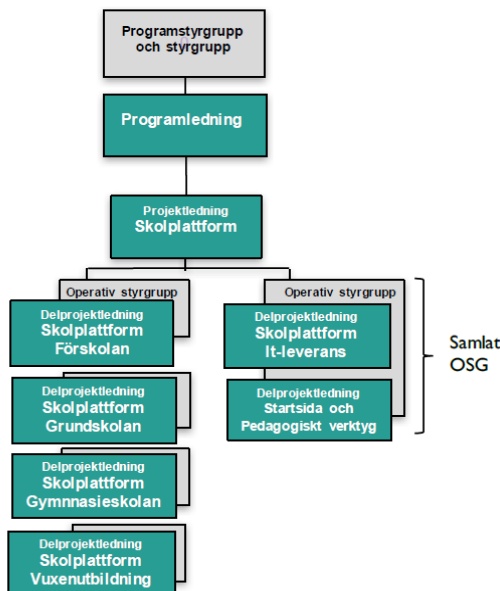 Programstyrgrupp
och styrgrupp
Programledning
Projektledning
Skolplattform
Operativ styrgrupp
Delprojektledning
Skolplattform
Förskolan
Delprojektledning
Skolplattform
Grundskolan
Delprojektledning
Skolplattform
Gymnnasieskolan
Delprojektledning
Skolplattform
Vuxenutbildning
Operativ styrgrupp
Delprojektledning
Skolplattform
It-leverans
Delprojektledning
Startsida och
Pedagogiskt verktyg
Samlat
OSG